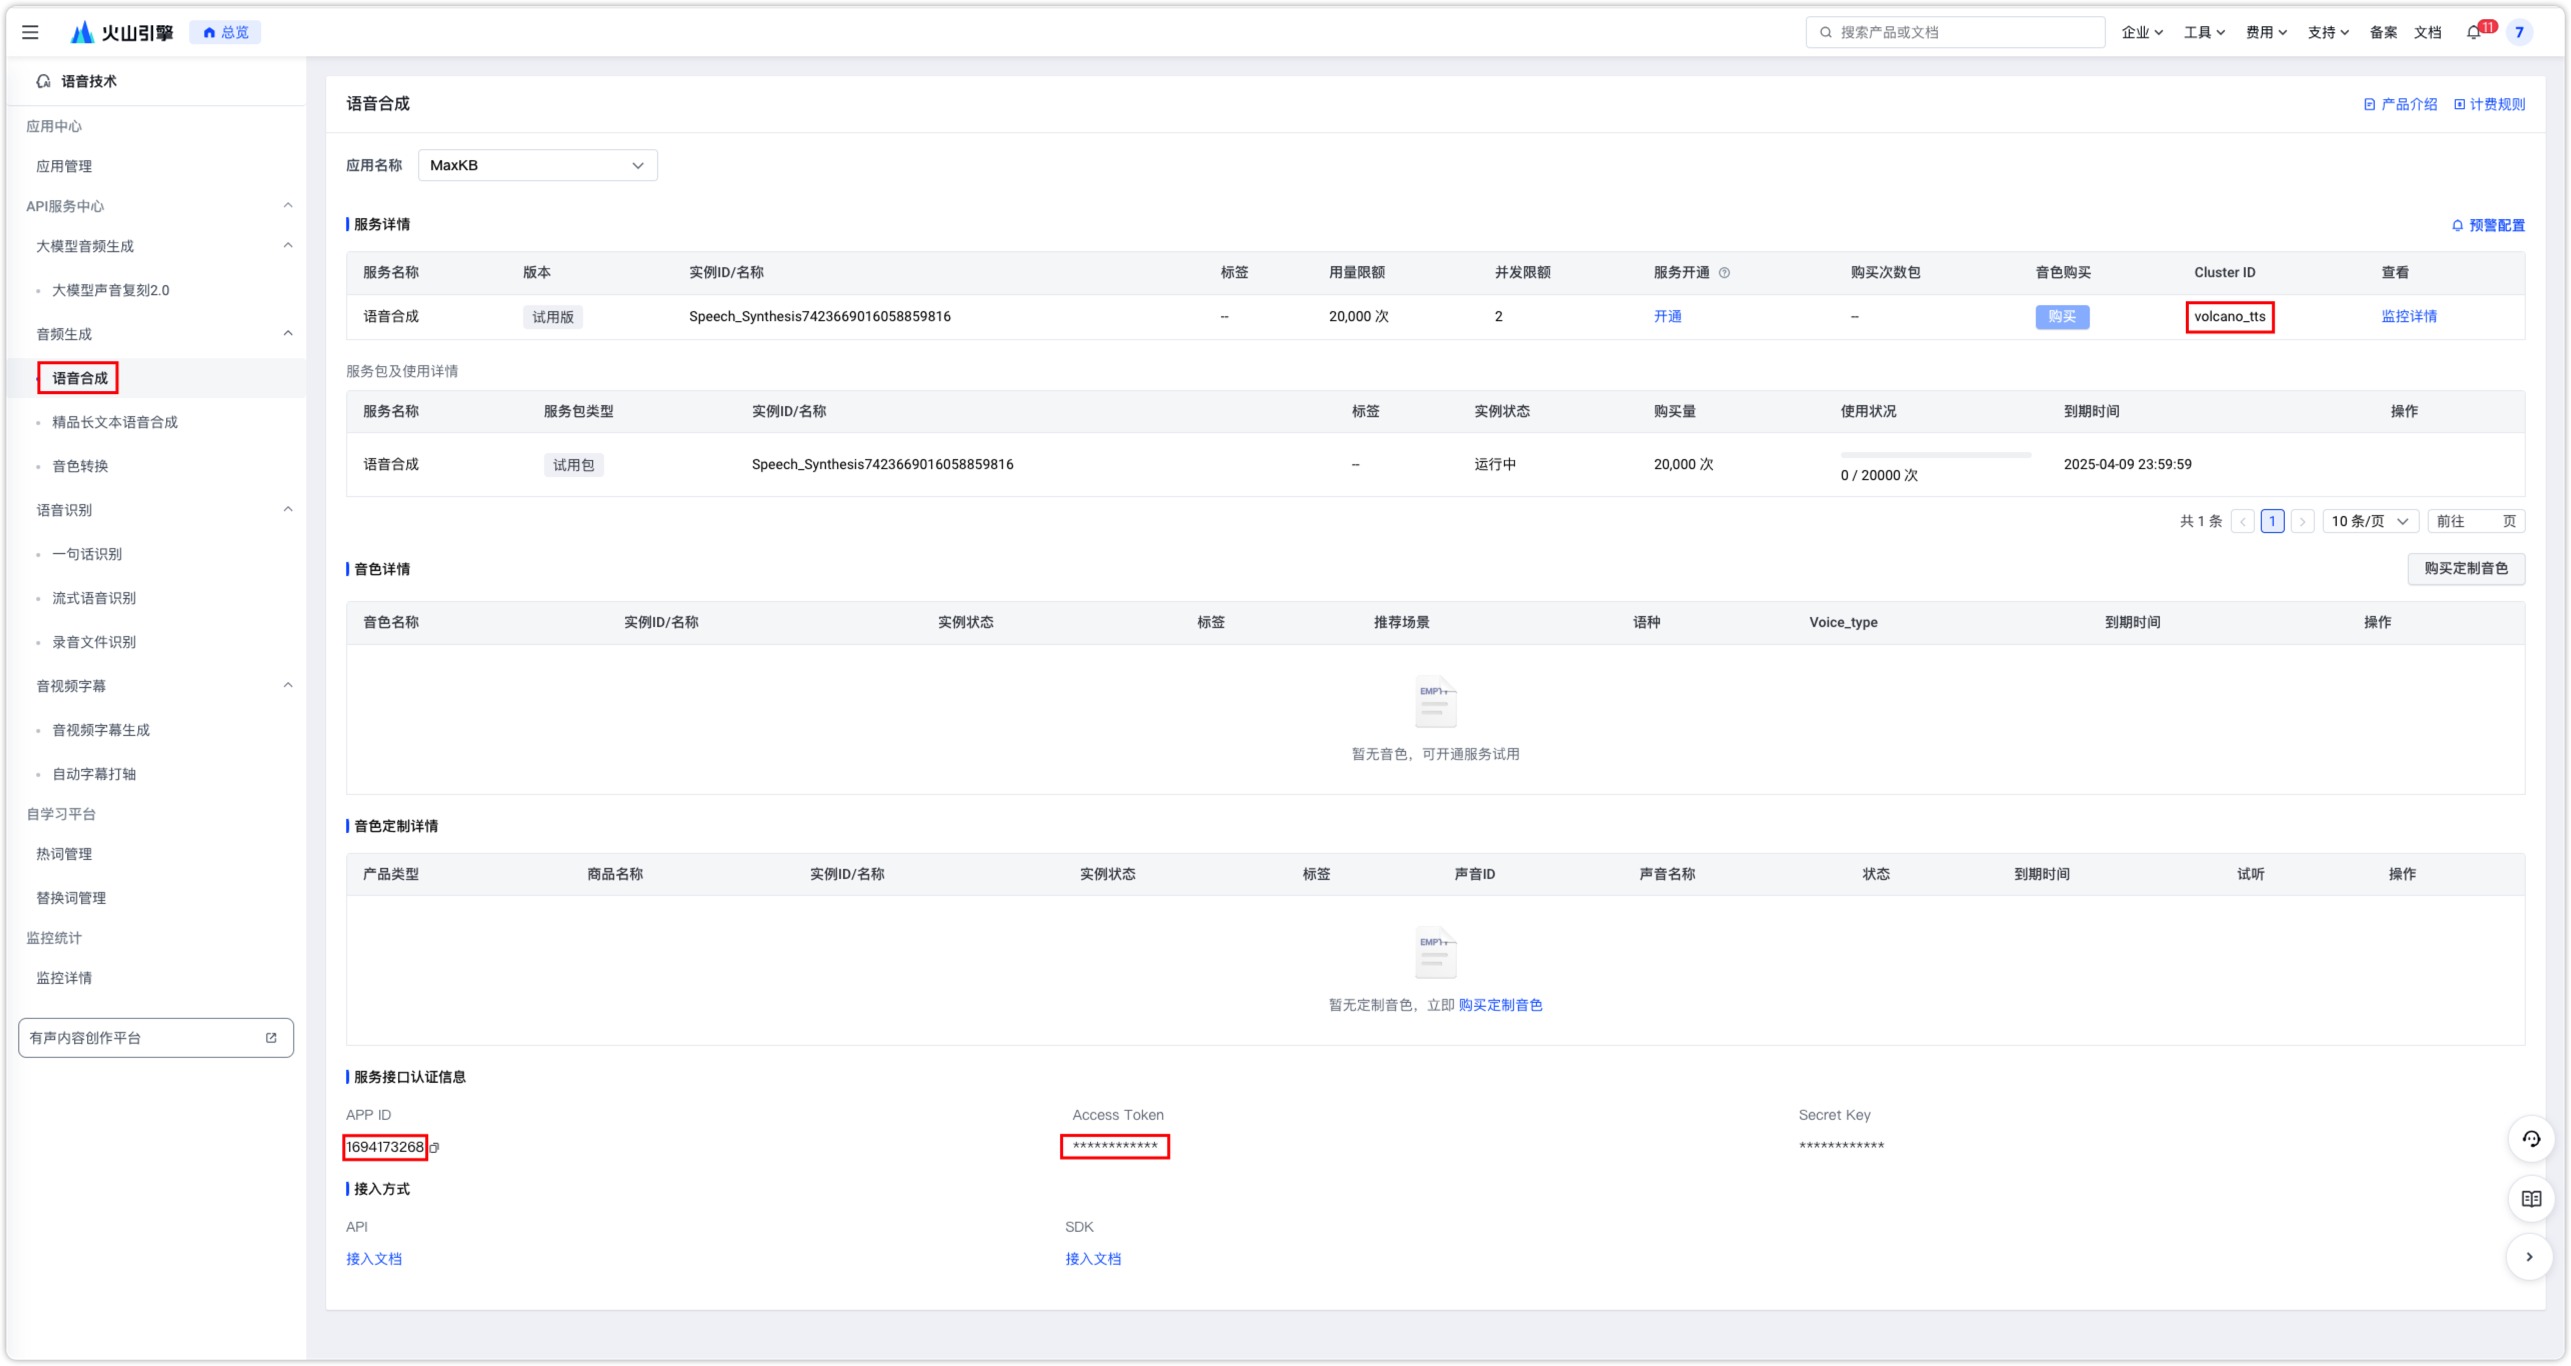 火山引擎 总览 搜索产品或文档 企业 工具 费用 支持 备案 文档 11 7
语音技术
应用中心
应用管理
API服务中心
大模型音频生成
大模型声音复刻2.0
音频生成
语音合成
精品长文本语音合成
音色转换
语音识别
一句话识别
流式语音识别
录音文件识别
音视频字幕
音视频字幕生成
自动字幕打轴
自学习平台
热词管理
替换词管理
监控统计
监控详情
有声内容创作平台
语音合成 产品介绍 计费规则
应用名称 MaxKB
服务详情 预警配置
服务名称 版本 实例ID/名称 标签 用量限额 并发限额 服务开通 购买次数包 音色购买 Cluster ID 查看
语音合成 试用版 Speech_Synthesis7423669016058859816 -- 20,000 次 2 开通 -- 购买 volcano_tts 监控详情
服务包及使用详情
服务名称 服务包类型 实例ID/名称 标签 实例状态 购买量 使用状况 到期时间 操作
语音合成 试用包 Speech_Synthesis7423669016058859816 -- 运行中 20,000 次 0 / 20000 次 2025-04-09 23:59:59
共 1 条 1 10 条/页 前往 页
音色详情 购买定制音色
音色名称 实例ID/名称 实例状态 标签 推荐场景 语种 Voice_type 到期时间 操作
EMPTY
暂无音色，可开通服务试用
音色定制详情
产品类型 商品名称 实例ID/名称 实例状态 标签 声音ID 声音名称 状态 到期时间 试听 操作
EMPTY
暂无定制音色，立即 购买定制音色
服务接口认证信息
APP ID Access Token Secret Key
1694173268 ************ ************
接入方式
API SDK
接入文档 接入文档